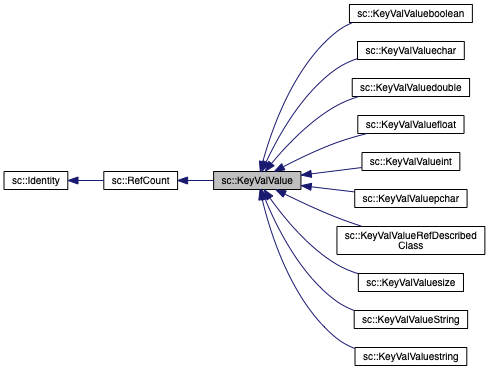 sc::KeyValValueboolean
sc::KeyValValuechar
sc::KeyValValuedouble
sc::KeyValValuefloat
sc::KeyValValueint
sc::Identity
sc::RefCount
sc::KeyValValue
sc::KeyValValuepchar
sc::KeyValValueRefDescribed
Class
sc::KeyValValuesize
sc::KeyValValueString
sc::KeyValValuestring